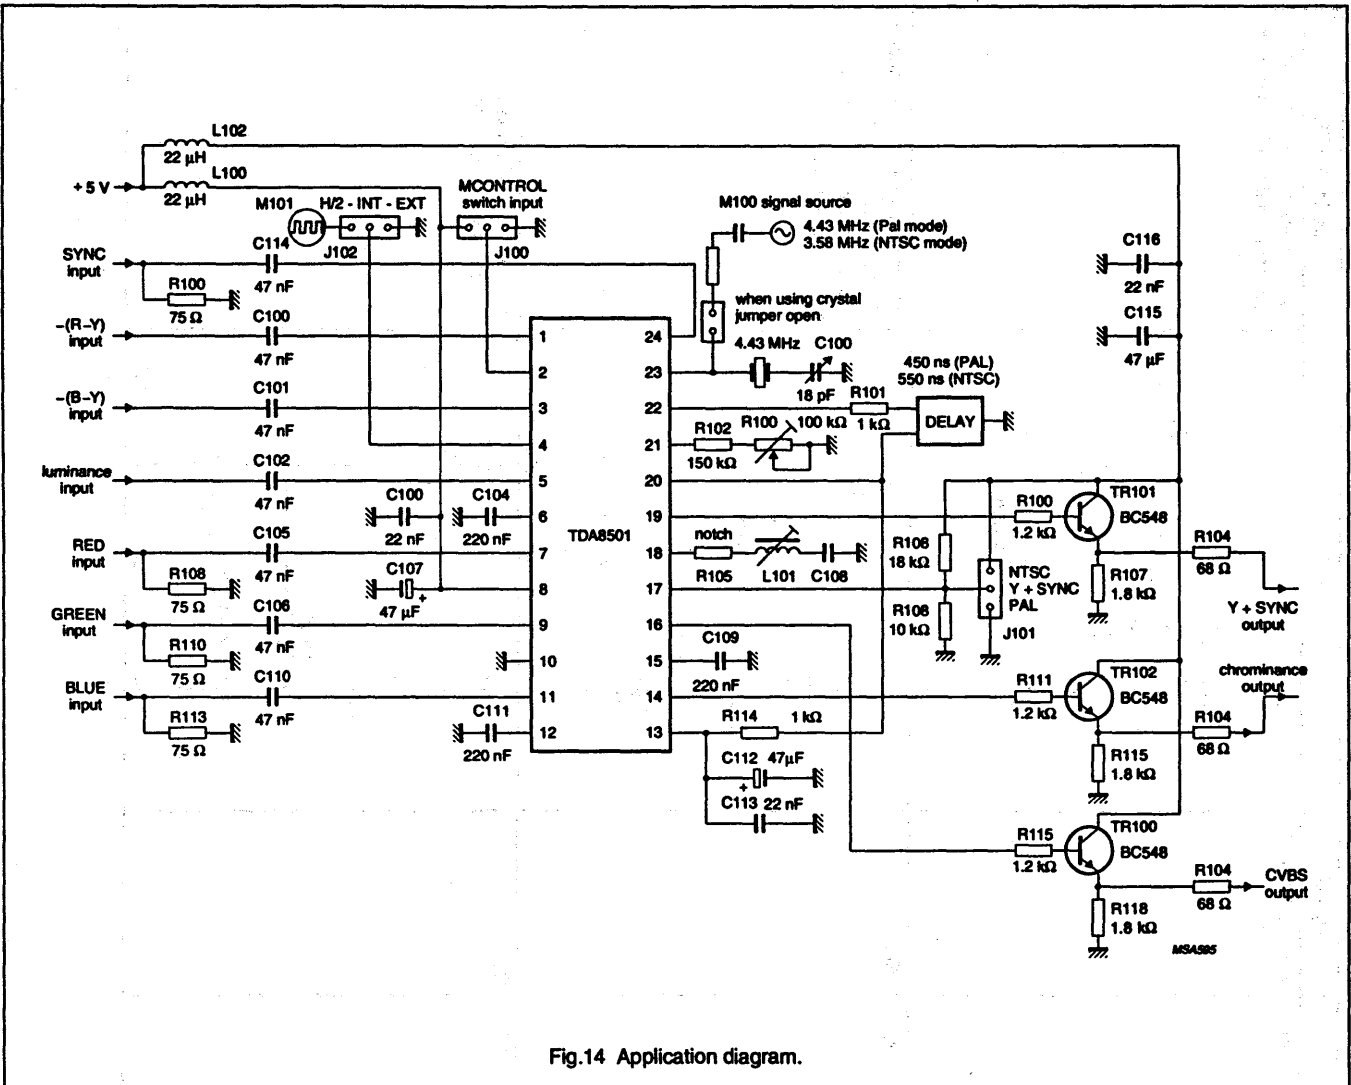 L102
22 µH
+ 5 V
L100
22 µH
M101
H/2 - INT - EXT
J102
MCONTROL
switch input
J100
M100 signal source
4.43 MHz (Pal mode)
3.58 MHz (NTSC mode)
SYNC
input
C114
47 nF
R100
75 Ω
C116
22 nF
C115
47 µF
when using crystal
jumper open
4.43 MHz
C100
18 pF
–(R–Y)
input
C100
47 nF
–(B–Y)
input
C101
47 nF
luminance
input
C102
47 nF
C100
22 nF
C104
220 nF
RED
input
C105
47 nF
R108
75 Ω
C107
47 µF
+
GREEN
input
C106
47 nF
R110
75 Ω
BLUE
input
C110
47 nF
R113
75 Ω
C111
220 nF
1
2
3
4
5
6
7
8
9
10
11
12
TDA8501
24
23
22
21
20
19
18
17
16
15
14
13
R101
1 kΩ
450 ns (PAL)
550 ns (NTSC)
DELAY
R102
150 kΩ
R100
100 kΩ
notch
R105
L101
C108
R106
18 kΩ
R106
10 kΩ
NTSC
Y + SYNC
PAL
J101
C109
220 nF
R114
1 kΩ
C112
47µF
+
C113
22 nF
R100
1.2 kΩ
TR101
BC548
R104
68 Ω
R107
1.8 kΩ
Y + SYNC
output
R111
1.2 kΩ
TR102
BC548
chrominance
output
R104
68 Ω
R115
1.8 kΩ
R115
1.2 kΩ
TR100
BC548
R104
68 Ω
CVBS
output
R118
1.8 kΩ
MSA595
Fig.14 Application diagram.